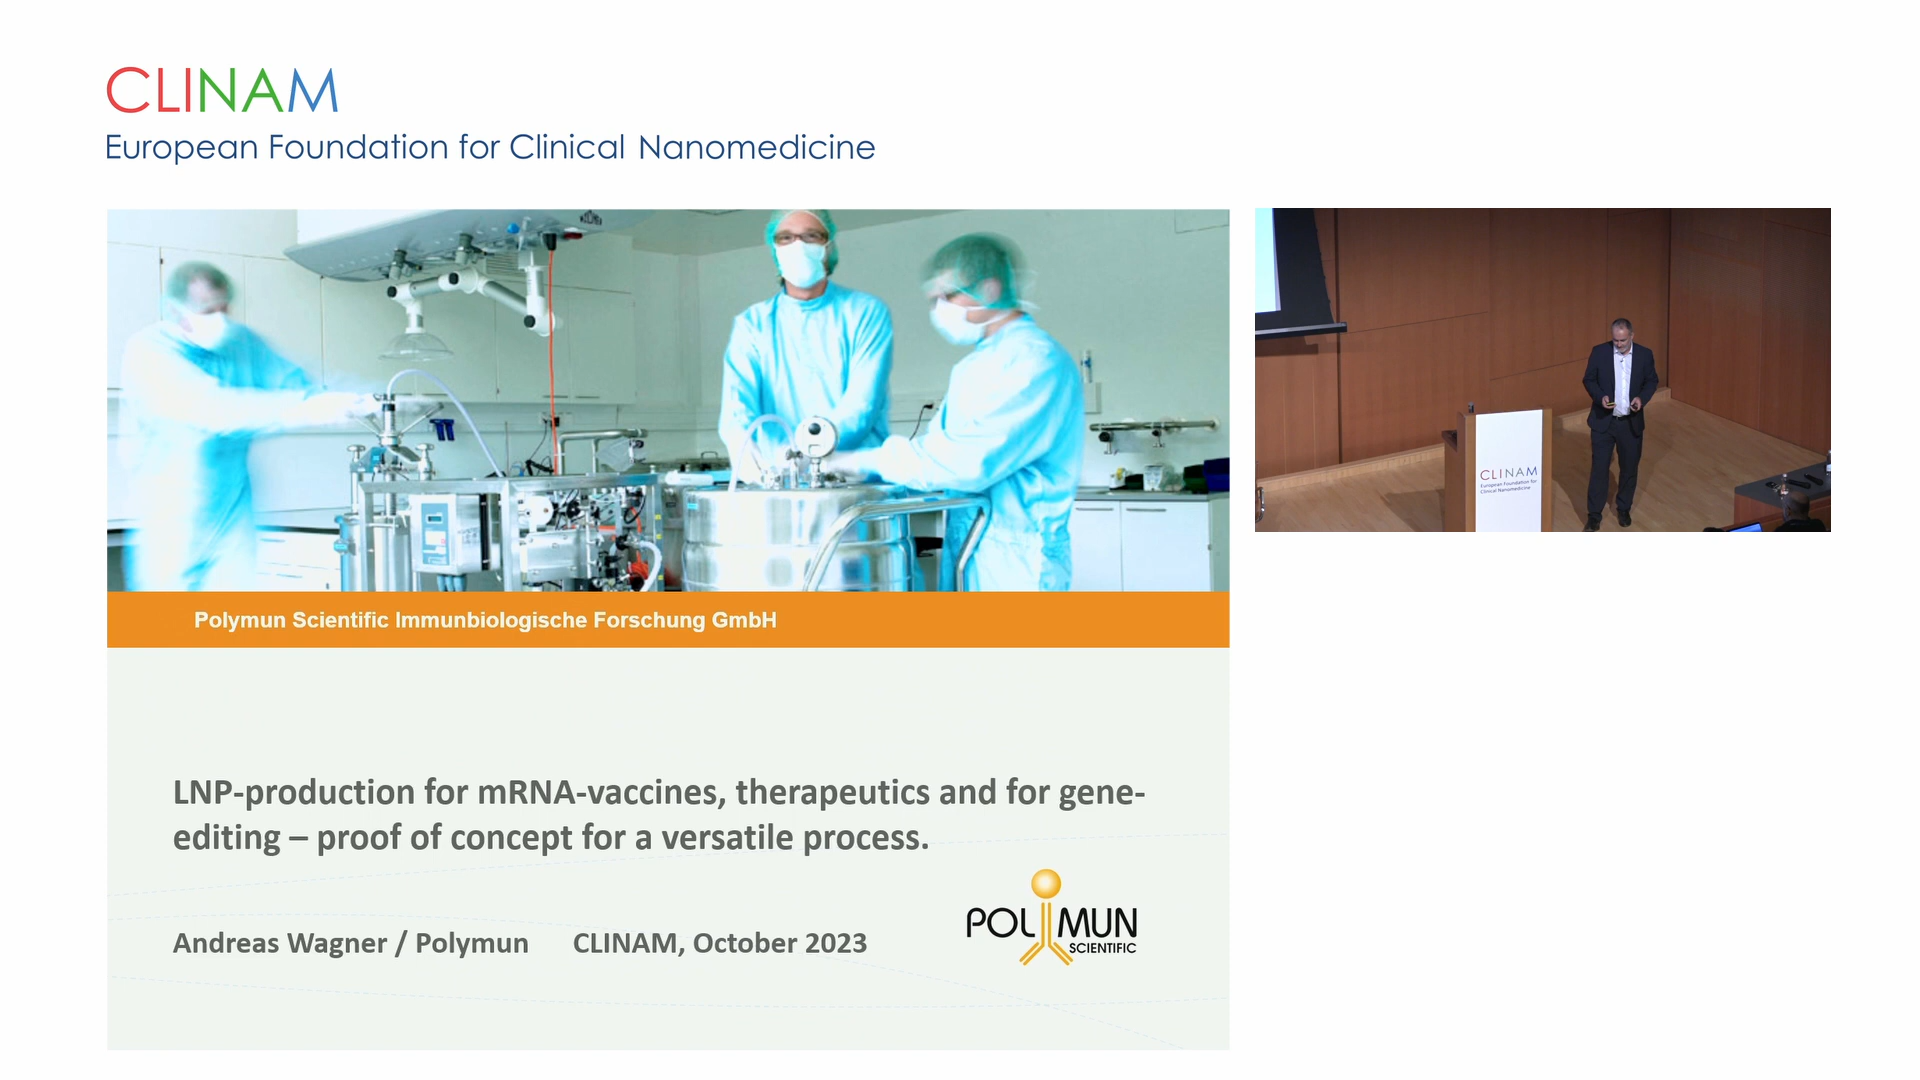 CLINAM
European Foundation for Clinical Nanomedicine
Polymun Scientific Immunbiologische Forschung GmbH
LNP-production for mRNA-vaccines, therapeutics and for gene-
editing – proof of concept for a versatile process.
Andreas Wagner / Polymun CLINAM, October 2023
POLYMUN
SCIENTIFIC
CLINAM
European Foundation for
Clinical Nanomedicine